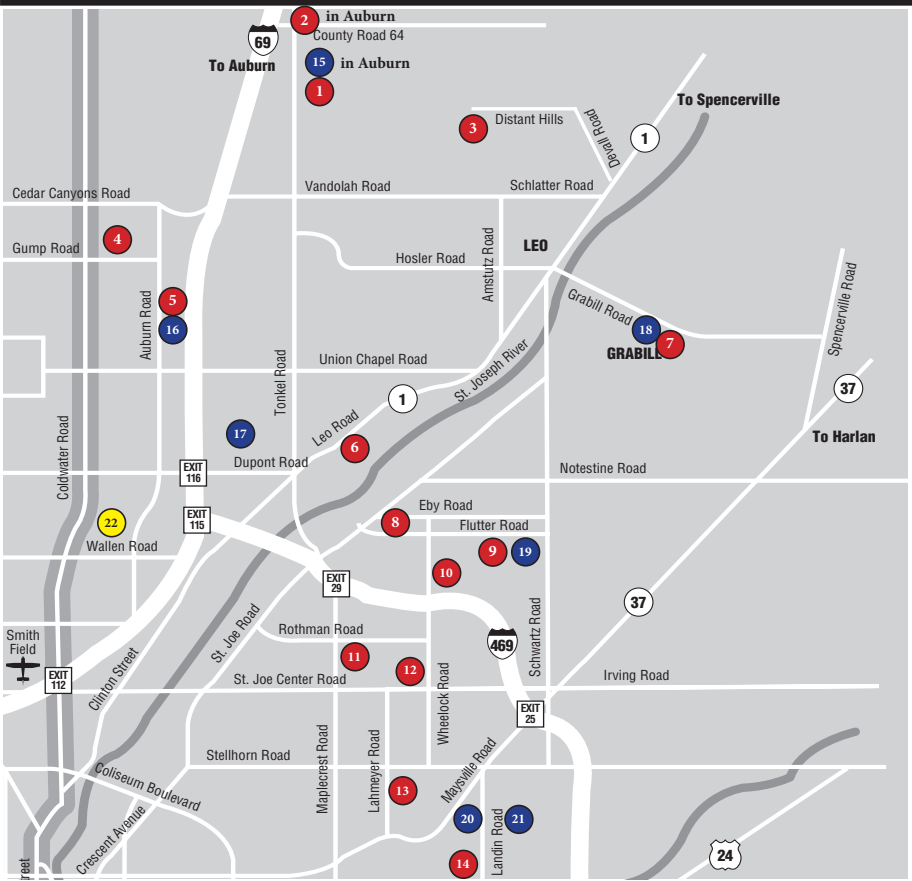 2 in Auburn
69
County Road 64
To Auburn
15 in Auburn
1
To Spencerville
3
Distant Hills
Devall Road
1
Cedar Canyons Road
Vandolah Road
Schlatter Road
4
Gump Road
LEO
Hosler Road
Amstutz Road
Grabill Road
Spencerville Road
5
16
Auburn Road
18
7
GRABILL
Union Chapel Road
Tonkel Road
St. Joseph River
1
37
Leo Road
17
6
To Harlan
Coldwater Road
Dupont Road
EXIT
116
Notestine Road
22
Wallen Road
EXIT
115
8
Eby Road
Flutter Road
9
19
10
EXIT
29
37
Smith
Field
St. Joe Road
Rothman Road
469
Schwartz Road
11
12
EXIT
112
Clinton Street
St. Joe Center Road
Wheelock Road
Irving Road
EXIT
25
Stellhorn Road
Maplecrest Road
Lahmeyer Road
Maysville Road
Coliseum Boulevard
13
20
21
Landin Road
Crescent Avenue
24
14